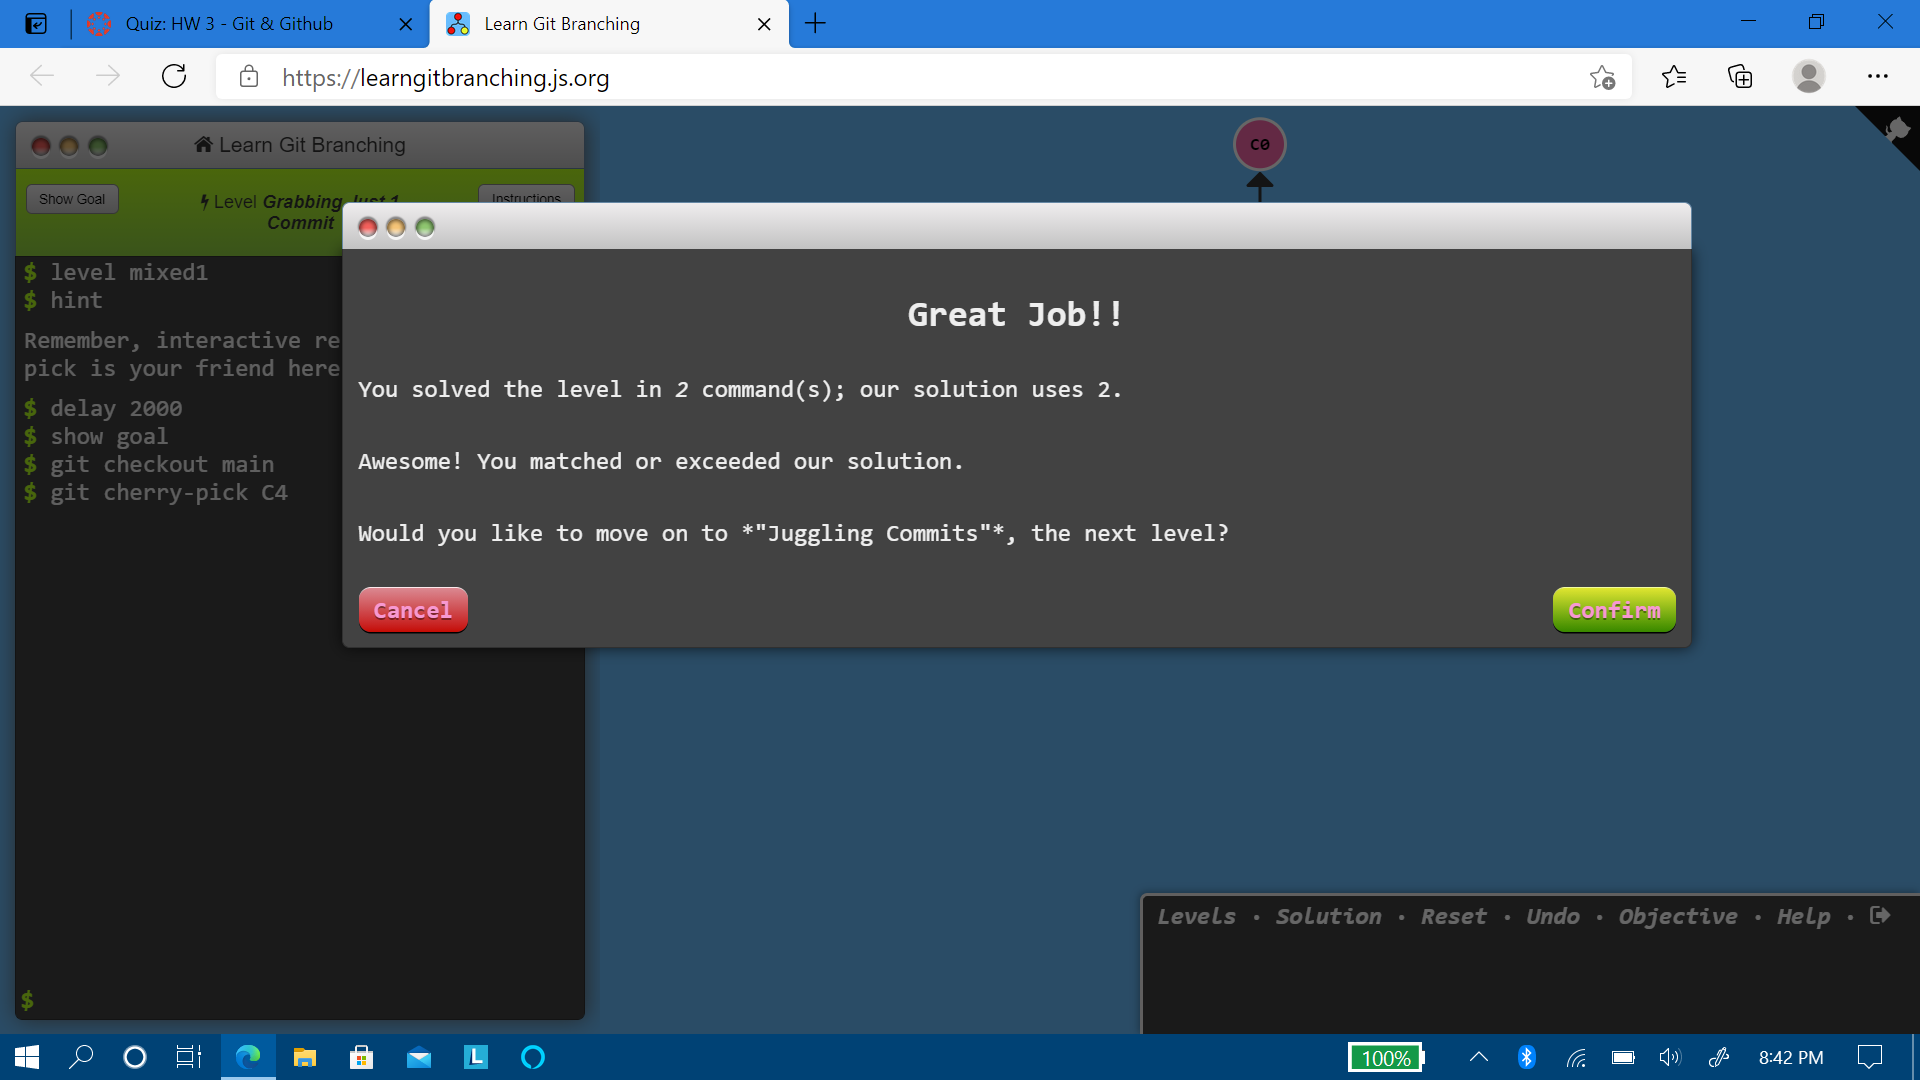 Quiz: HW 3 - Git & Github
Learn Git Branching
https://learngitbranching.js.org
Learn Git Branching
Show Goal
Level Grabbing Just 1
Commit
Instructions
C0
$ level mixed1
$ hint
Remember, interactive re
pick is your friend here
$ delay 2000
$ show goal
$ git checkout main
$ git cherry-pick C4
$
Great Job!!
You solved the level in 2 command(s); our solution uses 2.
Awesome! You matched or exceeded our solution.
Would you like to move on to *"Juggling Commits"*, the next level?
Cancel
Confirm
Levels · Solution · Reset · Undo · Objective · Help ·
L
100%
8:42 PM